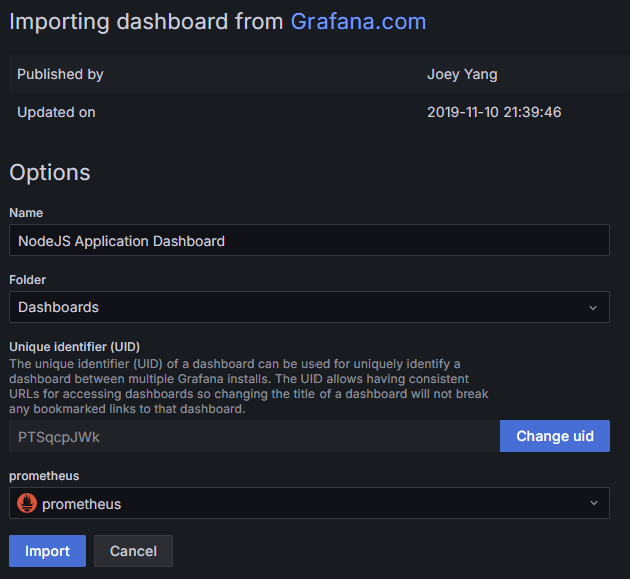 Importing dashboard from Grafana.com
Published by Joey Yang
Updated on 2019-11-10 21:39:46
Options
Name
NodeJS Application Dashboard
Folder
Dashboards
Unique identifier (UID)
The unique identifier (UID) of a dashboard can be used for uniquely identify a
dashboard between multiple Grafana installs. The UID allows having consistent
URLs for accessing dashboards so changing the title of a dashboard will not break
any bookmarked links to that dashboard.
PTSqcpJWk Change uid
prometheus
prometheus
Import Cancel